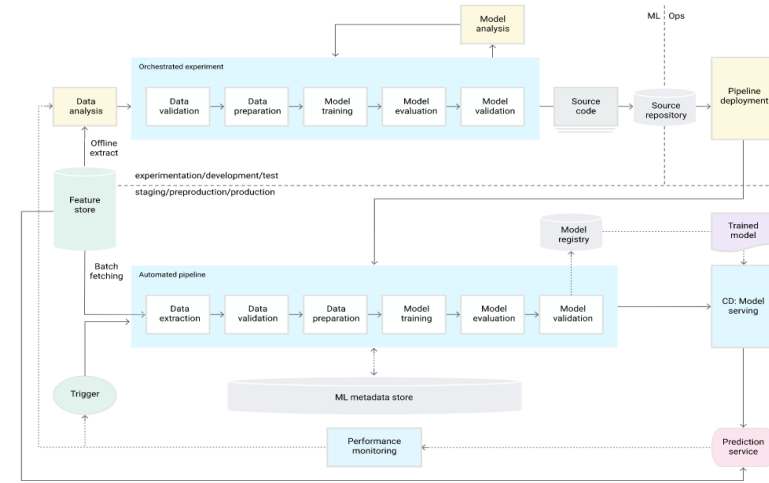 Model
analysis
ML
Ops
Orchestrated experiment
Data
analysis
Data
validation
Data
preparation
Model
training
Model
evaluation
Model
validation
Source
code
Source
repository
Pipeline
deployment
Offline
extract
experimentation/development/test
staging/preproduction/production
Feature
store
Model
registry
Trained
model
Batch
fetching
Automated pipeline
Data
extraction
Data
validation
Data
preparation
Model
training
Model
evaluation
Model
validation
CD: Model
serving
Trigger
ML metadata store
Performance
monitoring
Prediction
service